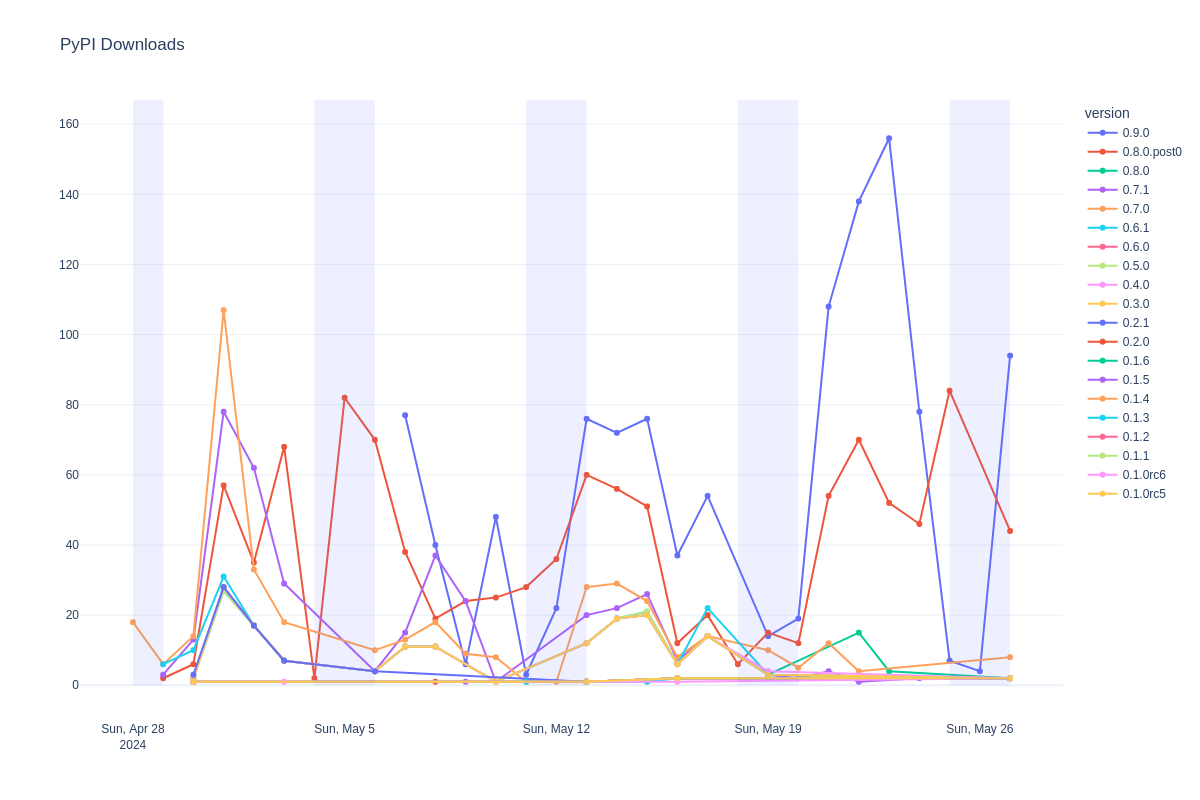 PyPI Downloads
160
140
120
100
80
60
40
20
0
Sun, Apr 28
2024
Sun, May 5
Sun, May 12
Sun, May 19
Sun, May 26
version
0.9.0
0.8.0.post0
0.8.0
0.7.1
0.7.0
0.6.1
0.6.0
0.5.0
0.4.0
0.3.0
0.2.1
0.2.0
0.1.6
0.1.5
0.1.4
0.1.3
0.1.2
0.1.1
0.1.0rc6
0.1.0rc5